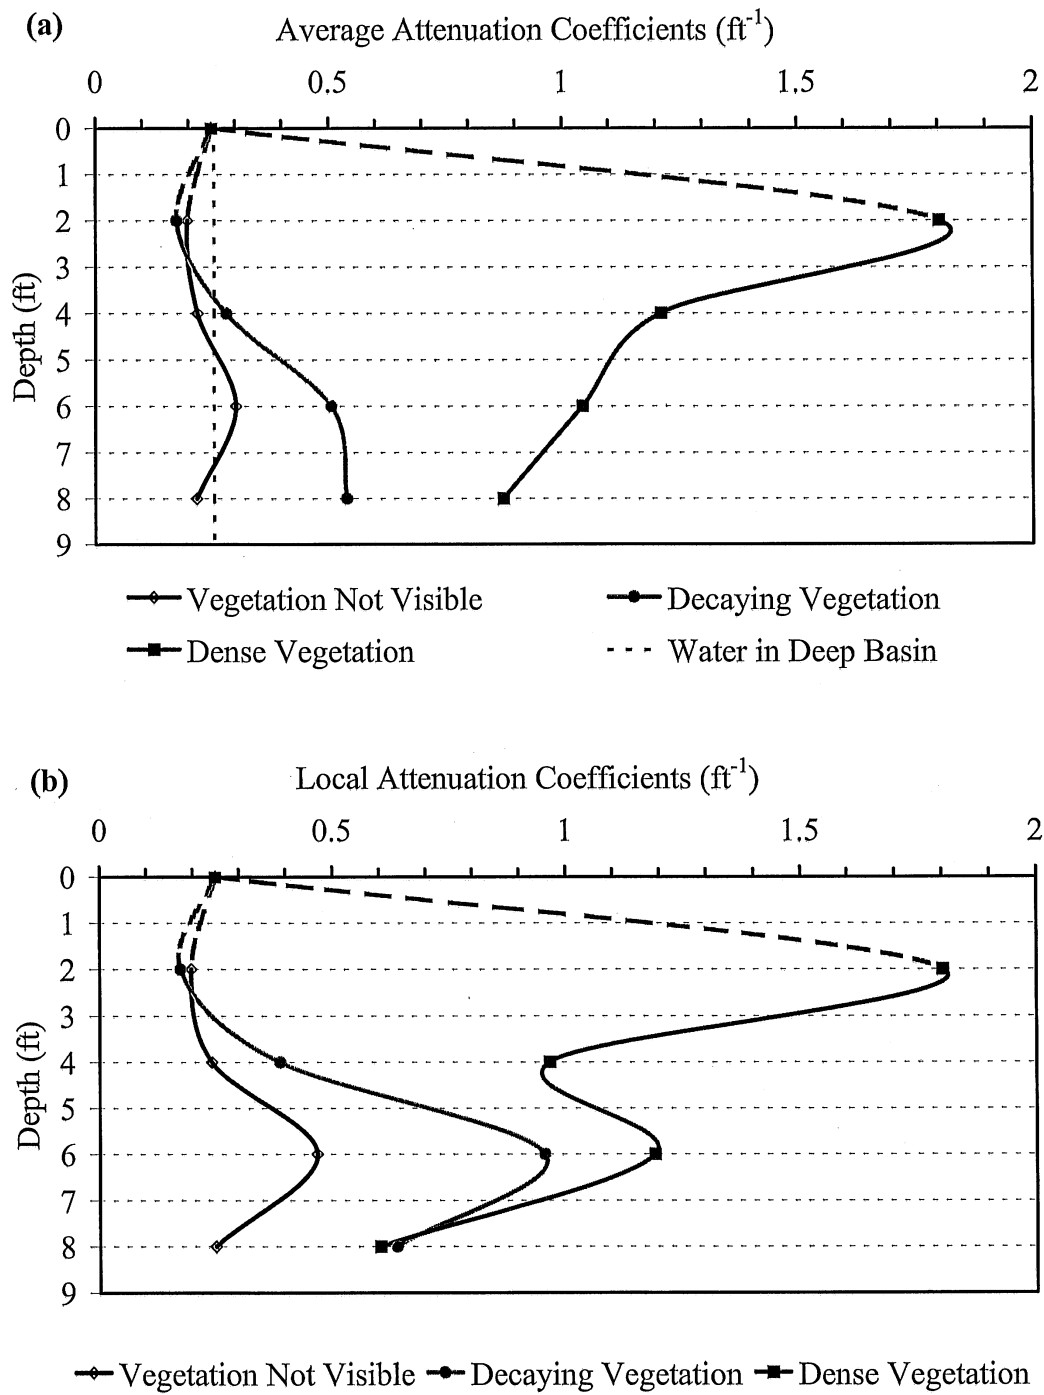 (a)
Average Attenuation Coefficients (ft-1)
0 0.5 1 1.5 2
0
1
2
3
4
5
6
7
8
9
Depth (ft)
Vegetation Not Visible Decaying Vegetation
Dense Vegetation Water in Deep Basin
(b)
Local Attenuation Coefficients (ft-1)
0 0.5 1 1.5 2
0
1
2
3
4
5
6
7
8
9
Depth (ft)
Vegetation Not Visible Decaying Vegetation Dense Vegetation